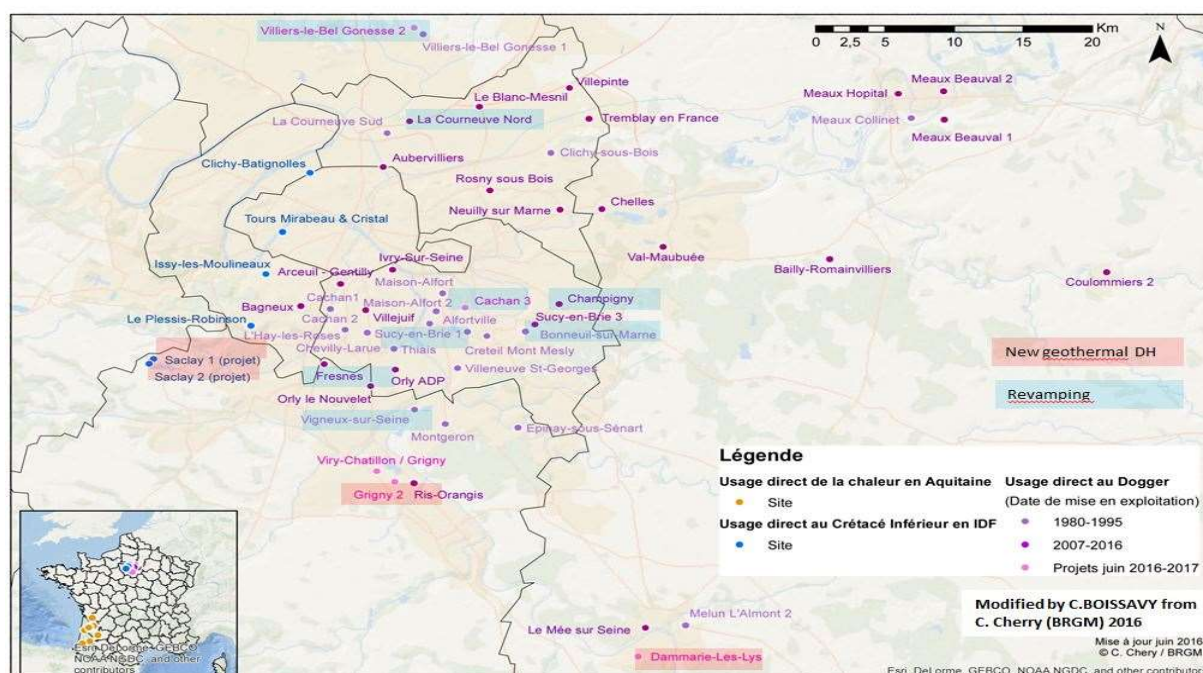 Villiers-le-Bel Gonesse 2
Villiers-le-Bel Gonesse 1
Km
0 2,5 5 10 15 20
N
Villepinte
Le Blanc-Mesnil
Meaux Beauval 2
Meaux Hopital
La Courneuve Sud
La Courneuve Nord
Tremblay en France
Meaux Collinet
Meaux Beauval 1
Clichy-Batignolles
Aubervilliers
Clichy-sous-Bois
Rosny sous Bois
Tours Mirabeau & Cristal
Neuilly sur Marne
Chelles
Issy-les-Moulineaux
Arceuil - Gentilly
Ivry-Sur-Seine
Val-Maubuée
Bailly-Romainvilliers
Coulommiers 2
Maison-Alfort
Cachan1
Maison-Alfort 2
Cachan 3
Champigny
Bagneux
Cachan 2
Villejuif
Alfortville
Sucy-en-Brie 3
Le Plessis-Robinson
L'Hay-les-Roses
Sucy-en-Brie 1
Bonneuil-sur-Marne
Chevilly-Larue
Thiais
Creteil Mont Mesly
Saclay 1 (projet)
Saclay 2 (projet)
Fresnes
Orly ADP
Villeneuve St-Georges
Orly le Nouvelet
Vigneux-sur-Seine
Montgeron
Epinay-sous-Sénart
Viry-Chatillon / Grigny
Grigny 2
Ris-Orangis
Melun L'Almont 2
Le Mée sur Seine
Dammarie-Les-Lys
New geothermal DH
Revamping
Légende
Usage direct de la chaleur en Aquitaine
Site
Usage direct au Crétacé Inférieur en IDF
Site
Usage direct au Dogger
(Date de mise en exploitation)
1980-1995
2007-2016
Projets juin 2016-2017
Modified by C.BOISSAVY from
C. Cherry (BRGM) 2016
Mise à jour juin 2016
© C. Chery / BRGM
Esri, DeLorme, GEBCO, NOAA NGDC, and other contributors
Esri, DeLorme, GEBCO,
NOAA NGDC, and other
contributors